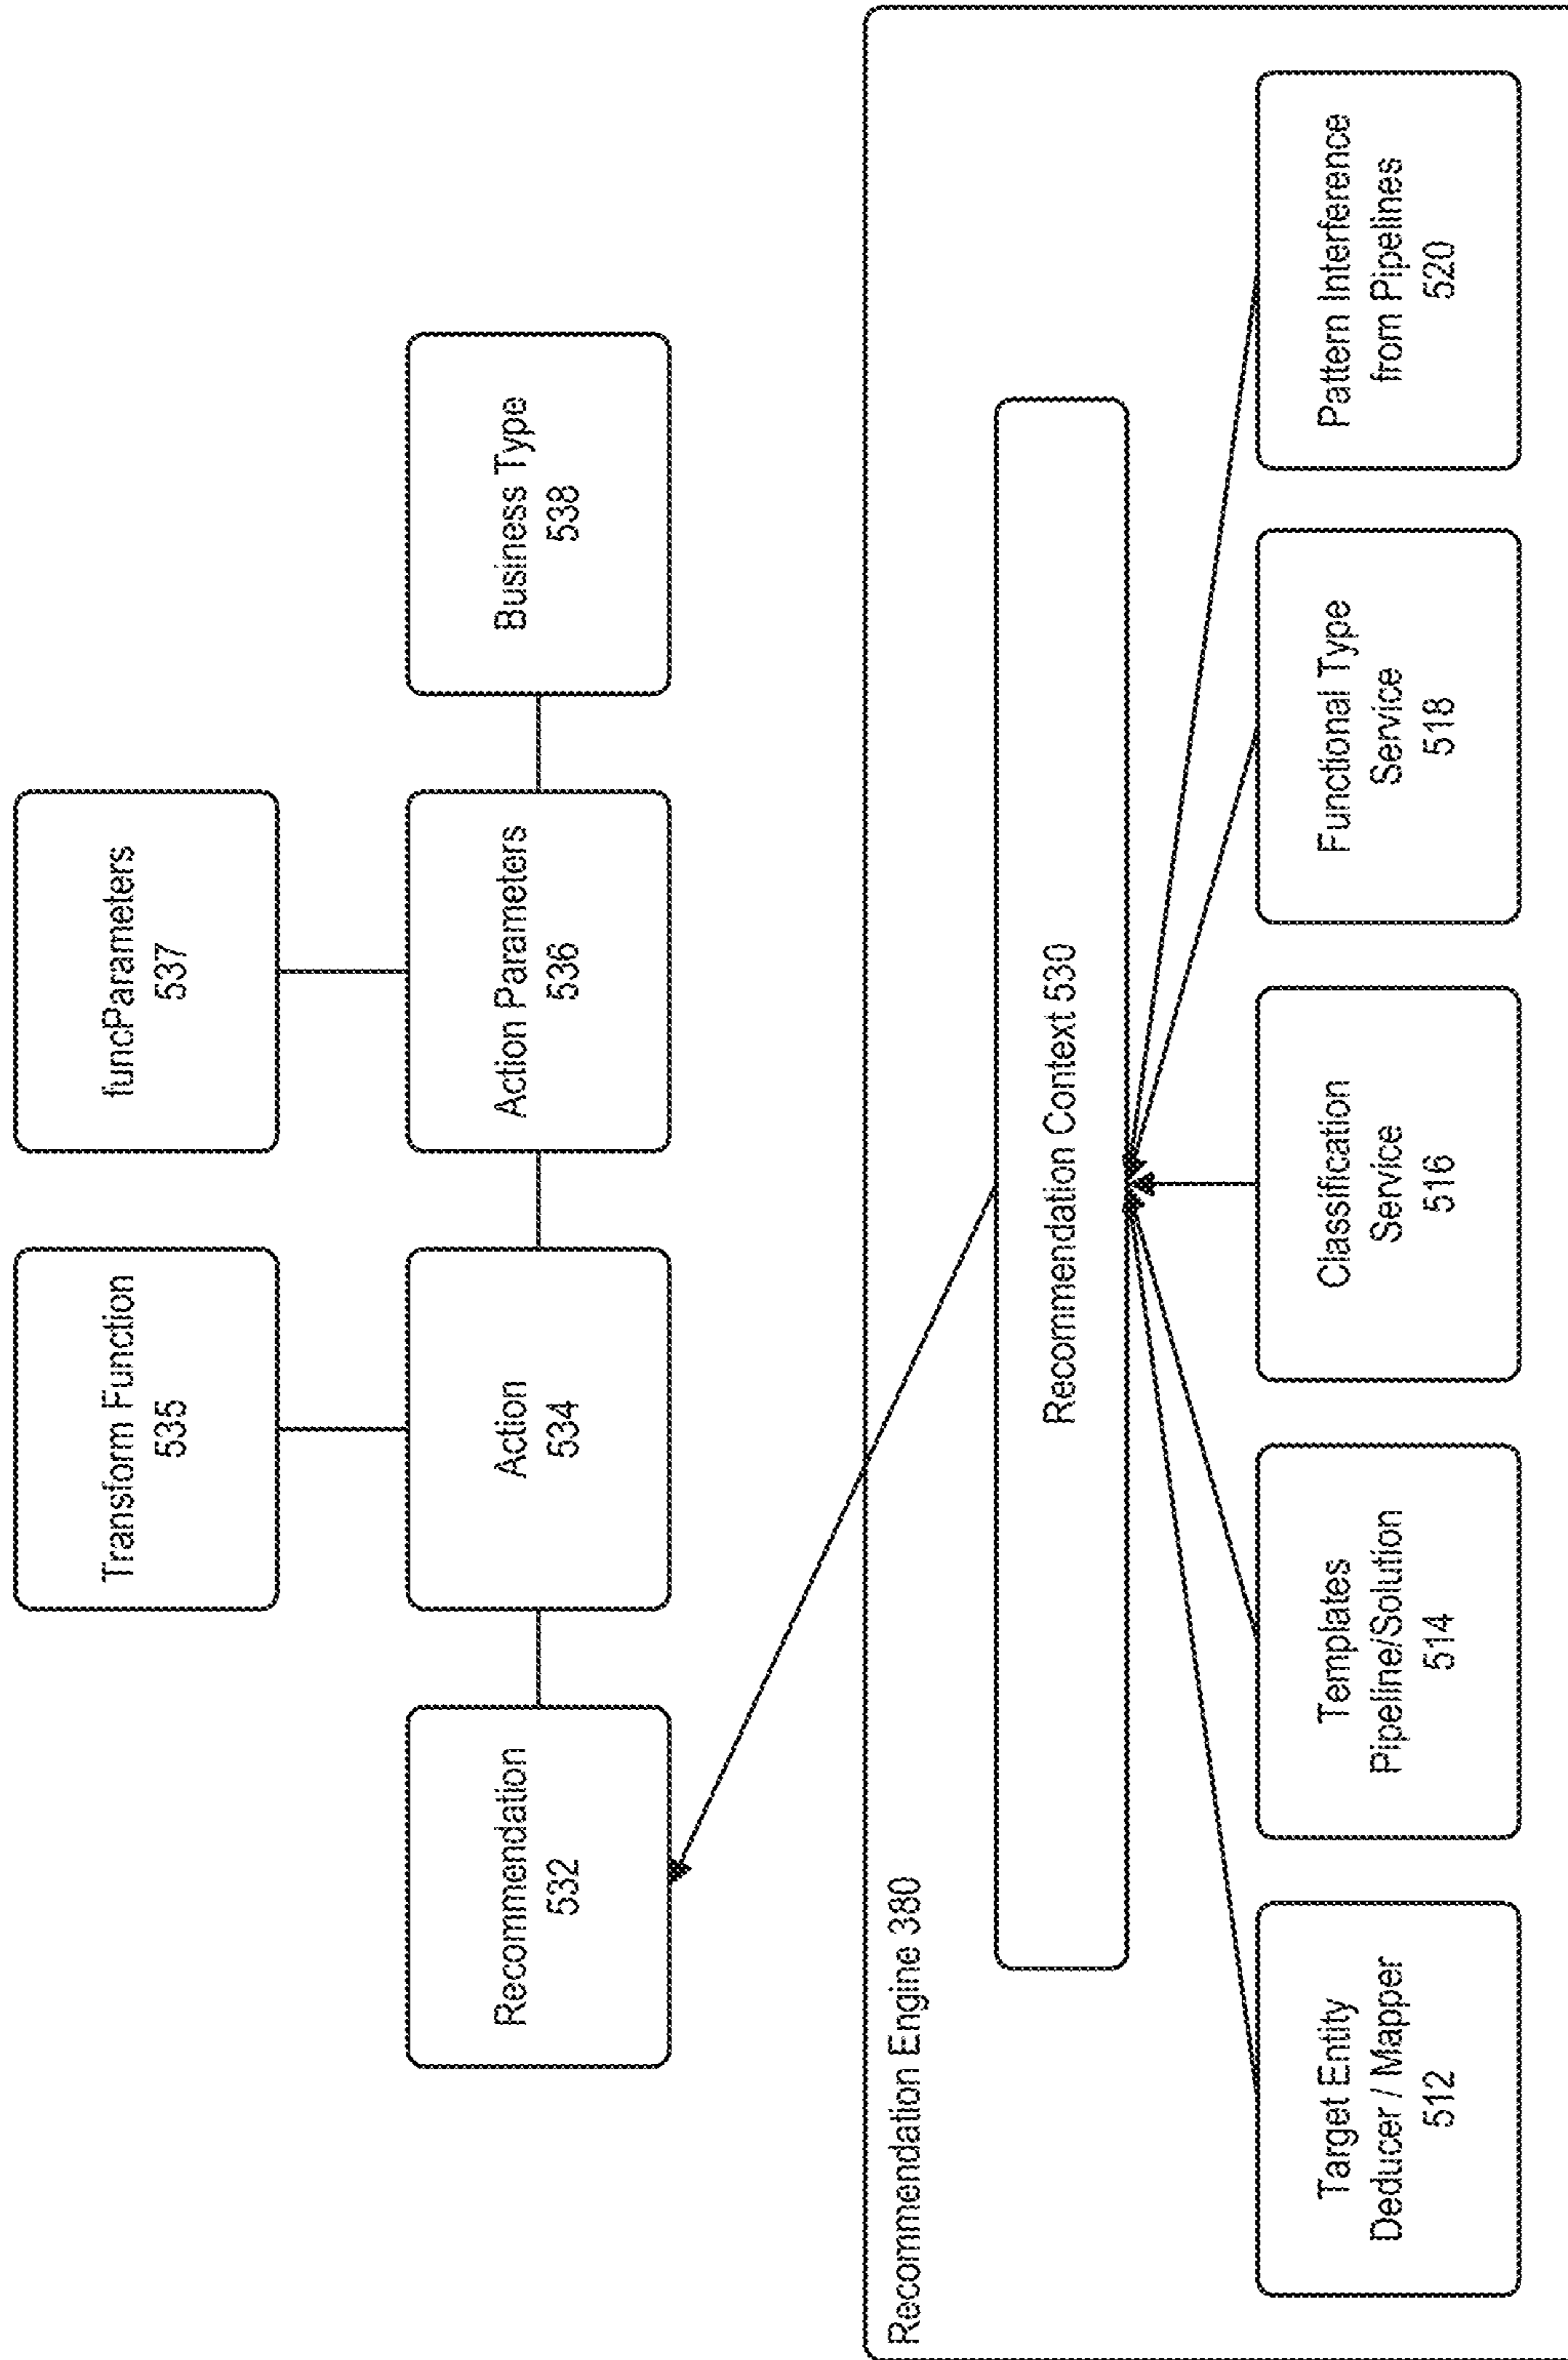 Transform Function
535
funcParameters
537
Recommendation
532
Action
534
Action Parameters
536
Business Type
538
Recommendation Engine 380
Recommendation Context 530
Target Entity
Deducer / Mapper
512
Templates
Pipeline/Solution
514
Classification
Service
516
Functional Type
Service
518
Pattern Interference
from Pipelines
520